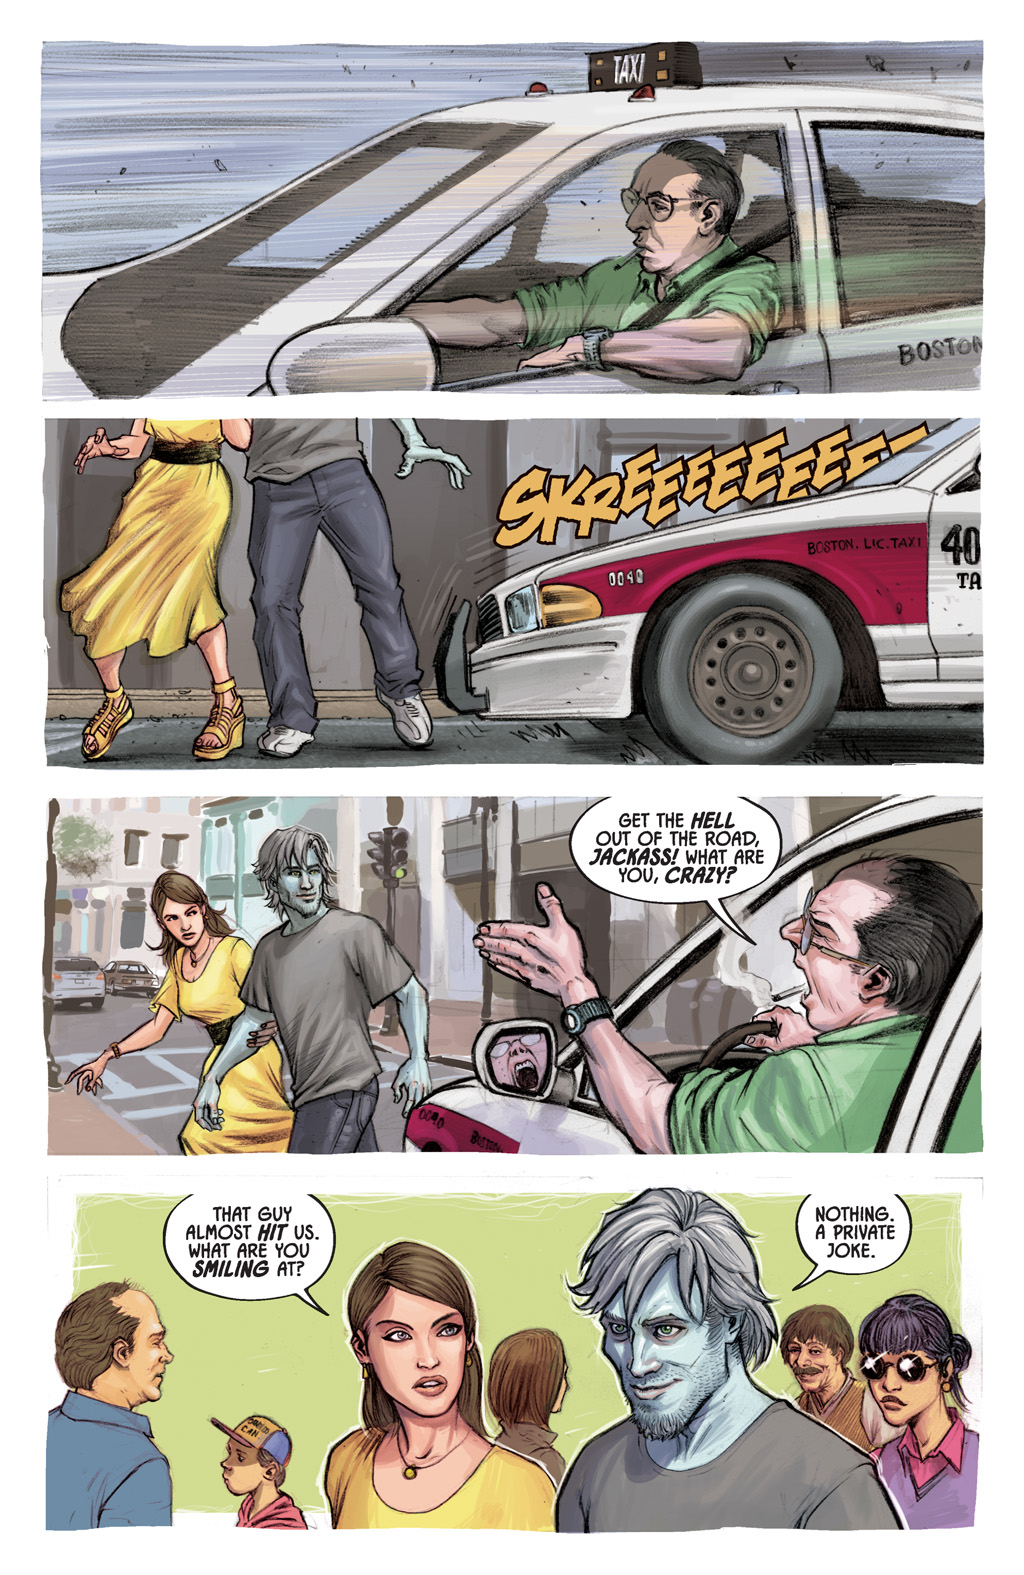 TAXI
BOSTON
SKREEEEEEEE-
BOSTON. LIC. TAXI
0040
40
TA
GET THE HELL
OUT OF THE ROAD,
JACKASS! WHAT ARE
YOU, CRAZY?
0040
BOSTON
THAT GUY
ALMOST HIT US.
WHAT ARE YOU
SMILING AT?
NOTHING.
A PRIVATE
JOKE.
CAN